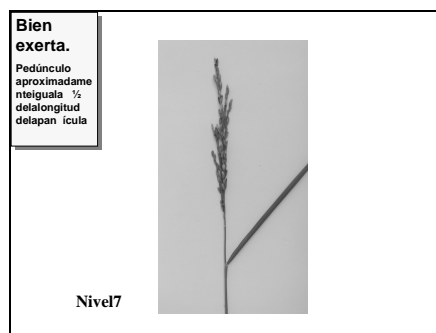 Bien
exerta.
Pedúnculo
aproximadame
nteiguala ½
delalongitud
delapan ícula
Nivel7